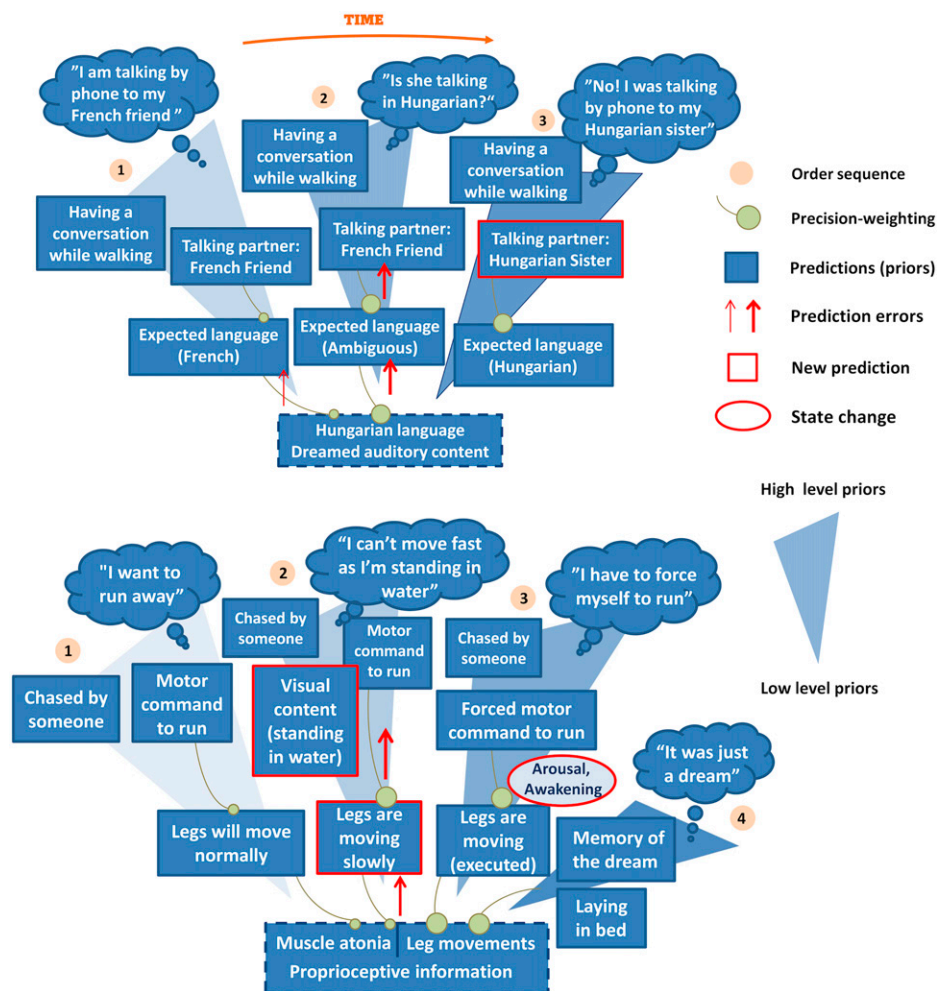 TIME
”I am talking by
phone to my
French friend ”
1
Having a
conversation
while walking
Talking partner:
French Friend
Expected language
(French)
”Is she talking
in Hungarian?“
2
Having a
conversation
while walking
Talking partner:
French Friend
Expected language
(Ambiguous)
”No! I was talking
by phone to my
Hungarian sister”
3
Having a
conversation
while walking
Talking partner:
Hungarian Sister
Expected language
(Hungarian)
Hungarian language
Dreamed auditory content
Order sequence
Precision-weighting
Predictions (priors)
Prediction errors
New prediction
State change
High level priors
Low level priors
"I want to
run away”
1
Chased by
someone
Motor
command
to run
Legs will move
normally
“I can’t move fast
as I’m standing in
water”
2
Chased by
someone
Motor
command
to run
Visual
content
(standing
in water)
Legs are
moving
slowly
”I have to force
myself to run”
3
Chased by
someone
Forced motor
command to run
Arousal,
Awakening
Legs are
moving
(executed)
“It was just
a dream”
4
Memory of
the dream
Laying
in bed
Muscle atonia
Leg movements
Proprioceptive information